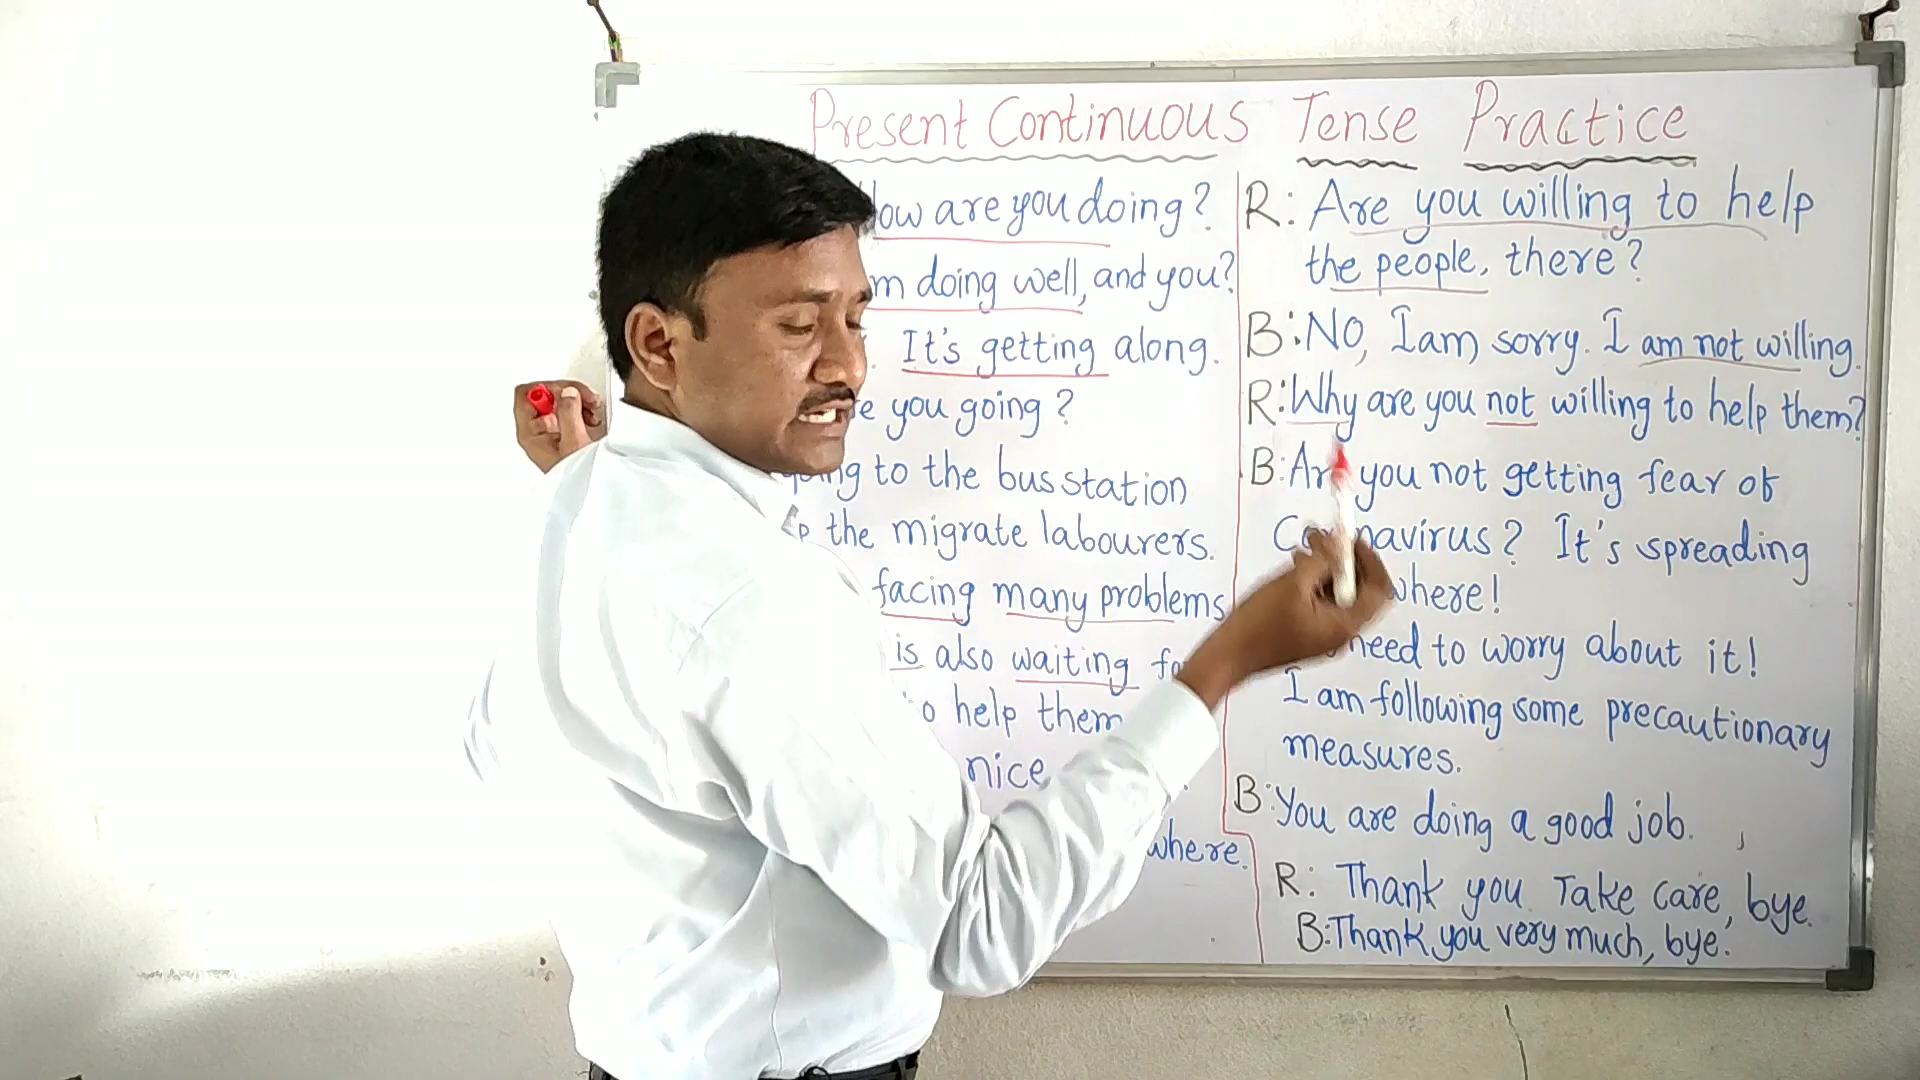 Present Continuous Tense Practice
How are you doing?
am doing well, and you?
It's getting along.
you going?
to the bus station
the migrate labourers.
facing many problems
is also waiting
help them
nice
where.
R: Are you willing to help
the people, there?
B: No, I am sorry. I am not willing.
R: Why are you not willing to help them?
B: Are you not getting fear of
Coronavirus? It's spreading
where!
need to worry about it!
I am following some precautionary
measures.
B: You are doing a good job.
R: Thank you. Take care, bye.
B: Thank you very much, bye.